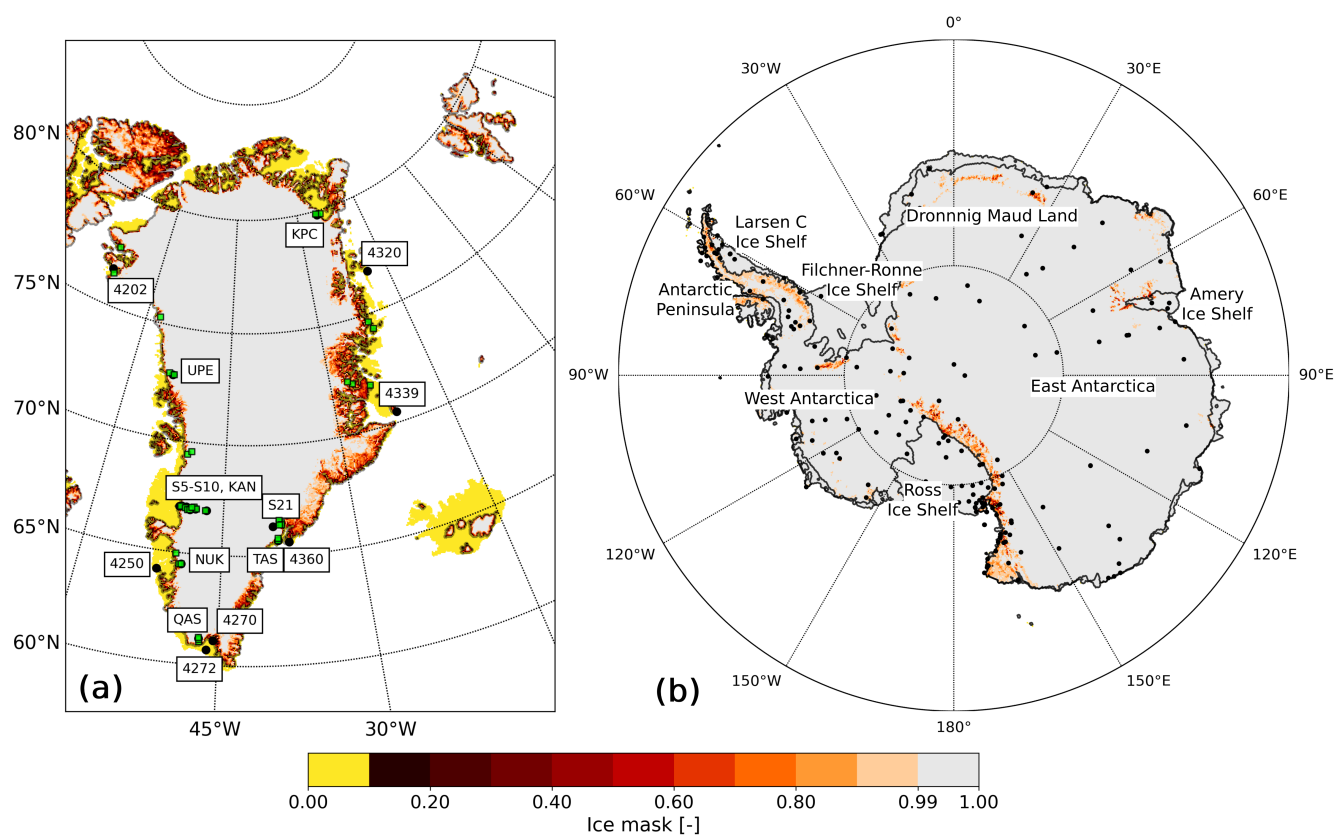 80°N
75°N
70°N
65°N
60°N
45°W
30°W
KPC
4320
4202
UPE
4339
S5-S10, KAN
S21
4250
NUK
TAS
4360
QAS
4270
4272
(a)
0°
30°W
30°E
60°W
60°E
90°W
90°E
120°W
120°E
150°W
150°E
180°
Dronnnig Maud Land
Larsen C
Ice Shelf
Filchner-Ronne
Ice Shelf
Antarctic
Peninsula
Amery
Ice Shelf
West Antarctica
East Antarctica
Ross
Ice Shelf
(b)
0.00
0.20
0.40
0.60
0.80
0.99
1.00
Ice mask [-]